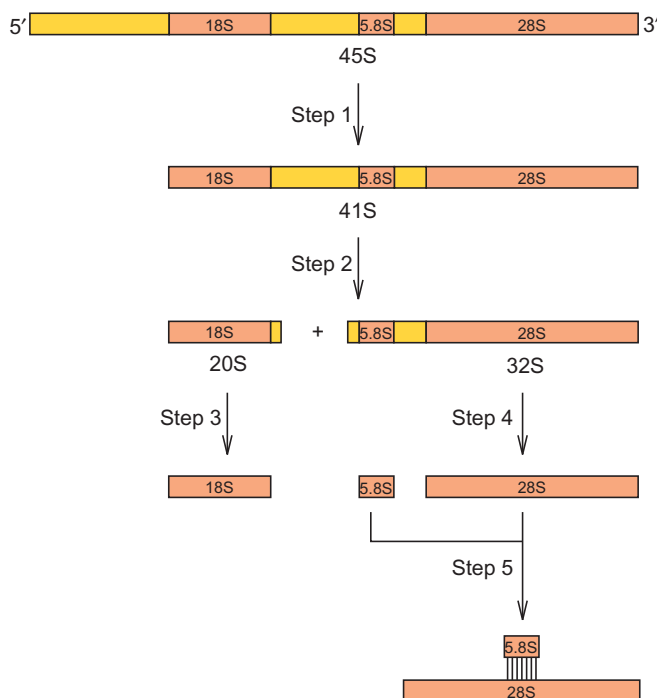 5′ 18S 5.8S 28S 3′
45S
Step 1
18S 5.8S 28S
41S
Step 2
18S + 5.8S 28S
20S 32S
Step 3 Step 4
18S 5.8S 28S
Step 5
5.8S
28S